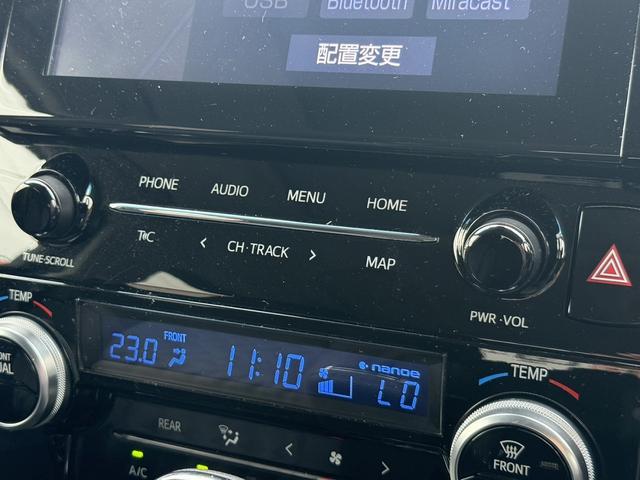 USB Bluetooth Miracast
配置変更
PHONE AUDIO MENU HOME
TUNE·SCROLL
T/C
< CH·TRACK >
MAP
PWR·VOL
TEMP
23.0 FRONT 11:10 nanoe LO
TEMP
REAR
A/C
< >
FRONT